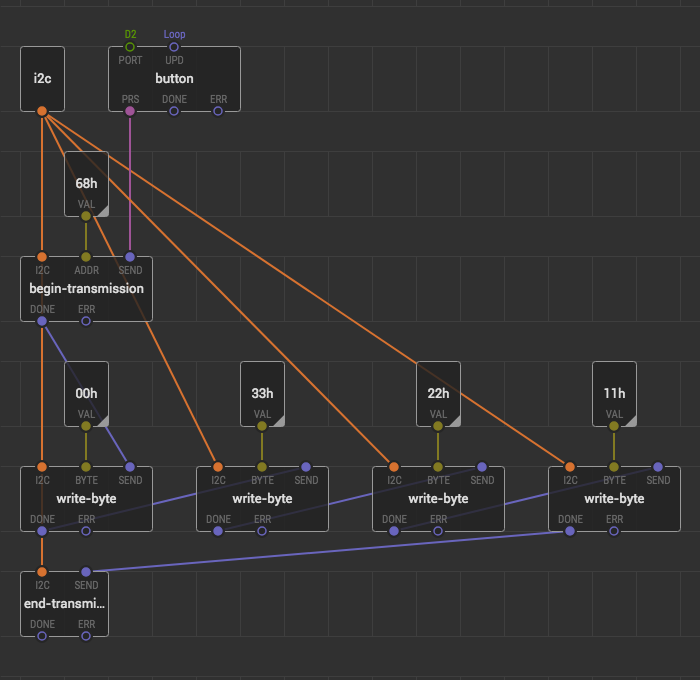 D2 Loop
i2c
PORT UPD
button
PRS DONE ERR
68h
VAL
I2C ADDR SEND
begin-transmission
DONE ERR
00h 33h 22h 11h
VAL VAL VAL VAL
I2C BYTE SEND I2C BYTE SEND I2C BYTE SEND I2C BYTE SEND
write-byte write-byte write-byte write-byte
DONE ERR DONE ERR DONE ERR DONE ERR
I2C SEND
end-transmi...
DONE ERR